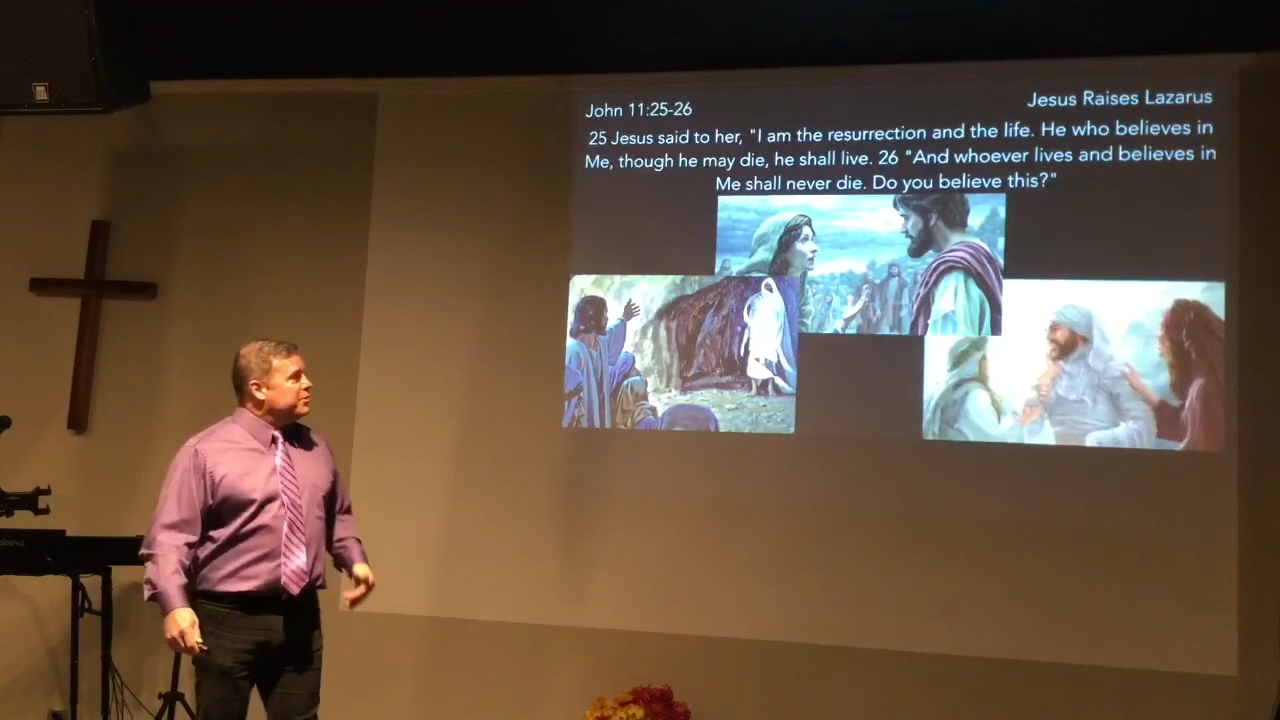 John 11:25-26
Jesus Raises Lazarus
25 Jesus said to her, "I am the resurrection and the life. He who believes in
Me, though he may die, he shall live. 26 "And whoever lives and believes in
Me shall never die. Do you believe this?"